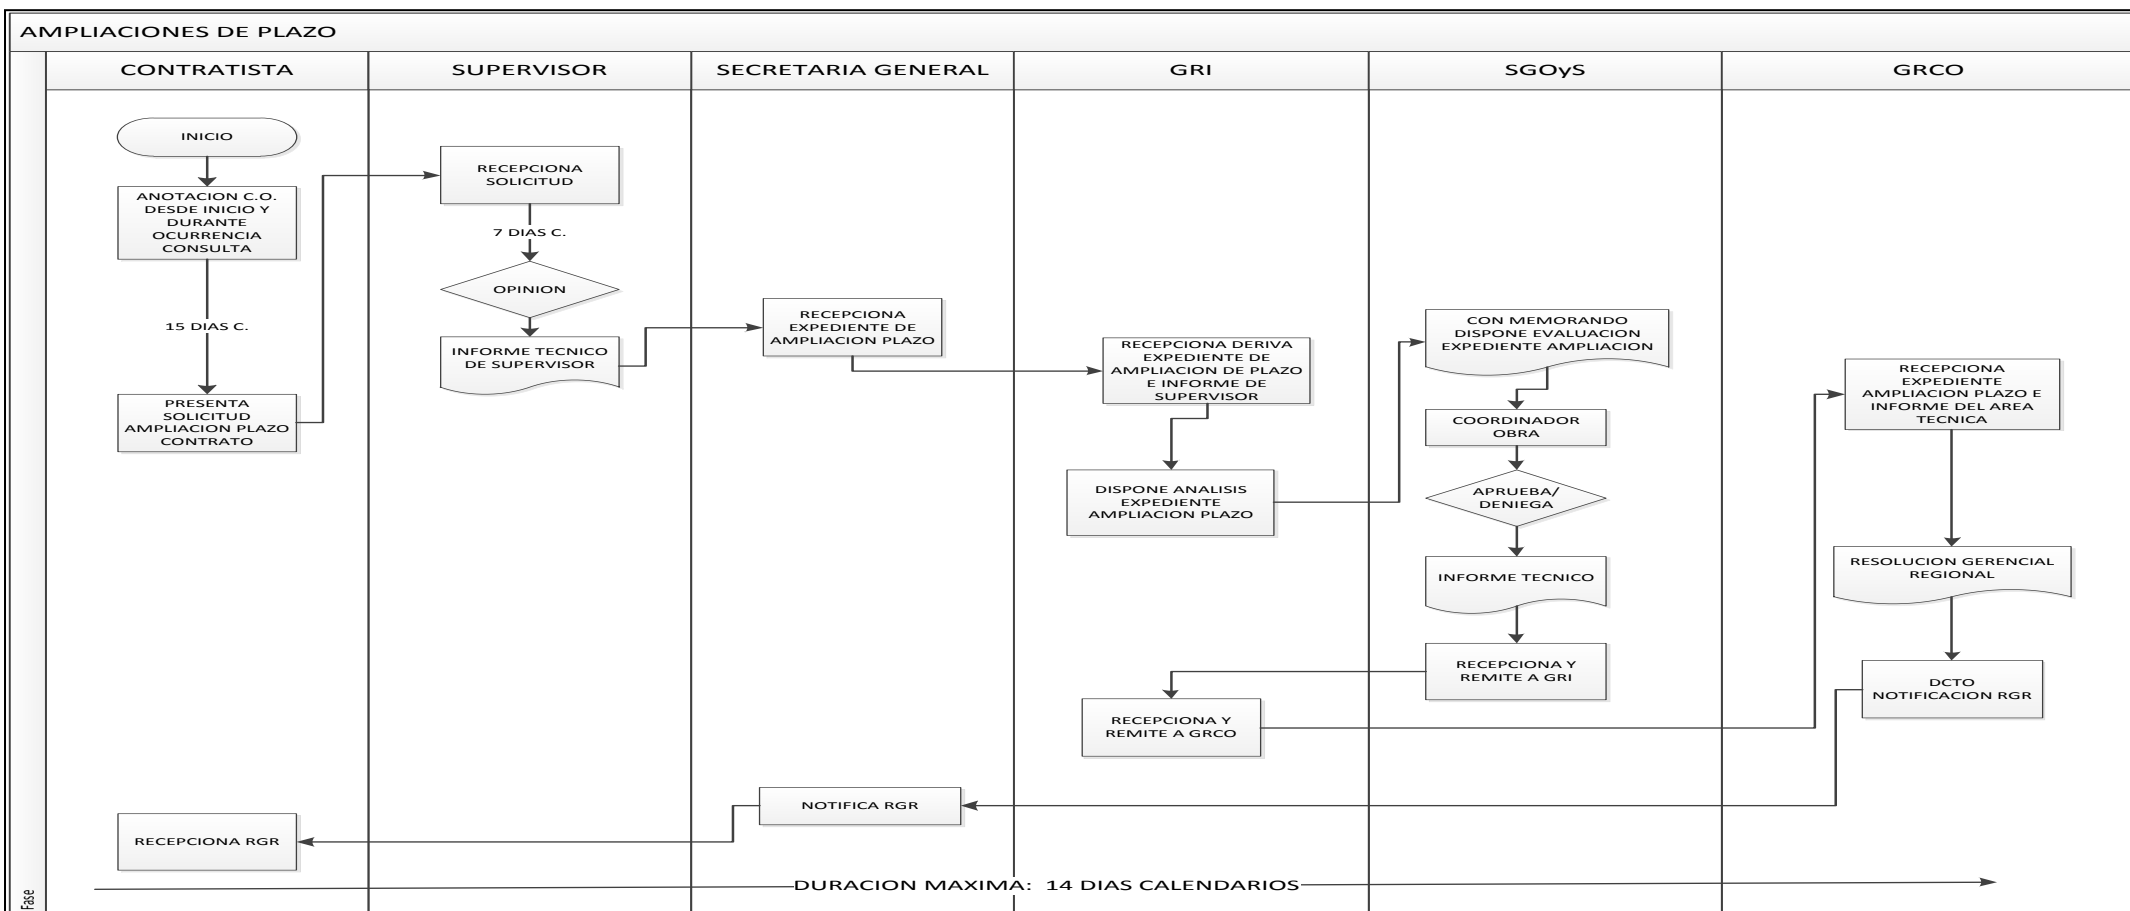 AMPLIACIONES DE PLAZO
CONTRATISTA
SUPERVISOR
SECRETARIA GENERAL
GRI
SGOyS
GRCO
INICIO
ANOTACION C.O.
DESDE INICIO Y
DURANTE
OCURRENCIA
CONSULTA
15 DIAS C.
PRESENTA
SOLICITUD
AMPLIACION PLAZO
CONTRATO
RECEPCIONA
SOLICITUD
7 DIAS C.
OPINION
INFORME TECNICO
DE SUPERVISOR
RECEPCIONA
EXPEDIENTE DE
AMPLIACION PLAZO
RECEPCIONA DERIVA
EXPEDIENTE DE
AMPLIACION DE PLAZO
E INFORME DE
SUPERVISOR
DISPONE ANALISIS
EXPEDIENTE
AMPLIACION PLAZO
CON MEMORANDO
DISPONE EVALUACION
EXPEDIENTE AMPLIACION
COORDINADOR
OBRA
APRUEBA/
DENIEGA
INFORME TECNICO
RECEPCIONA Y
REMITE A GRI
RECEPCIONA Y
REMITE A GRCO
RECEPCIONA
EXPEDIENTE
AMPLIACION PLAZO E
INFORME DEL AREA
TECNICA
RESOLUCION GERENCIAL
REGIONAL
DCTO
NOTIFICACION RGR
NOTIFICA RGR
RECEPCIONA RGR
DURACION MAXIMA: 14 DIAS CALENDARIOS
Fase